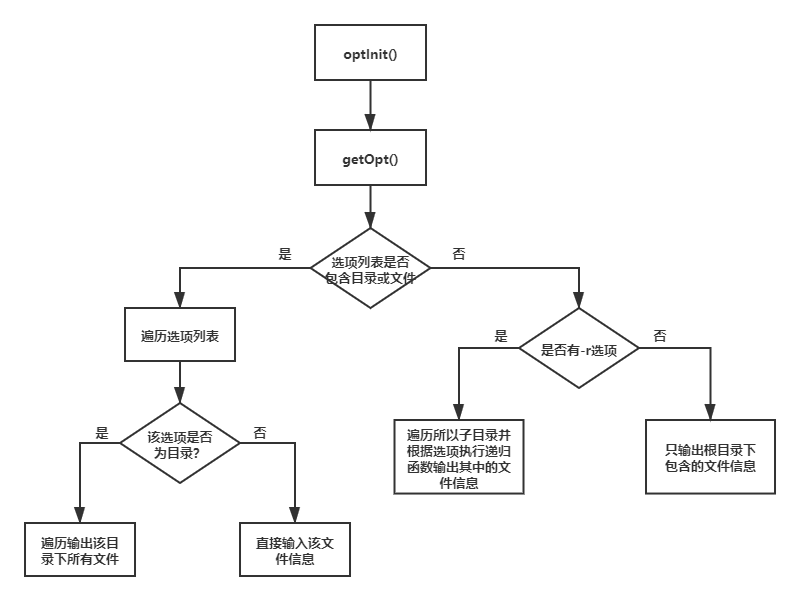 optInit()
getOpt()
选项列表是否
包含目录或文件
是
否
遍历选项列表
是否有-r选项
是
否
该选项是否
为目录?
是
否
遍历所以子目录并
根据选项执行递归
函数输出其中的文
件信息
只输出根目录下
包含的文件信息
遍历输出该目
录下所有文件
直接输入该文
件信息